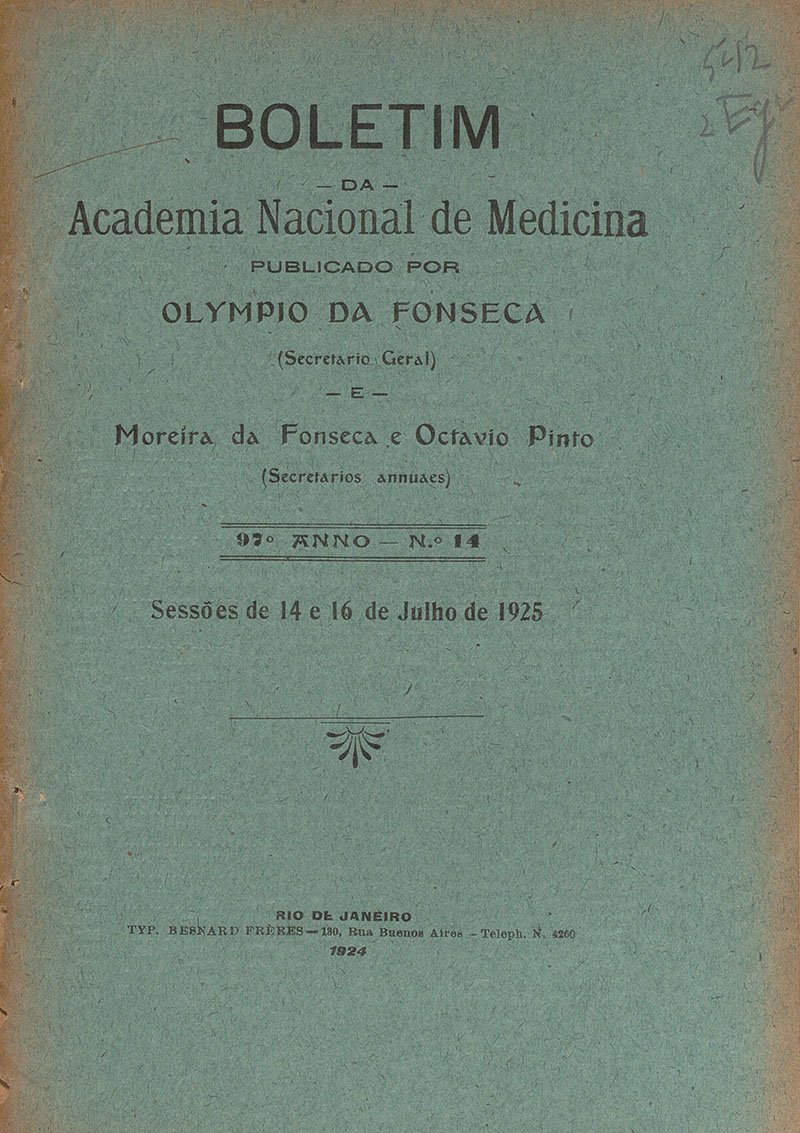 BOLETIM
— DA —
Academia Nacional de Medicina
PUBLICADO POR
OLYMPIO DA FONSECA
(Secretario Geral)
— E —
Moreira da Fonseca e Octavio Pinto
(Secretarios annuaes)
97º ANNO — N.º 14
Sessões de 14 e 16 de Julho de 1925
RIO DE JANEIRO
TYP. BESNARD FRÈRES — 130, Rua Buenos Aires — Teleph. N. 4260
1924